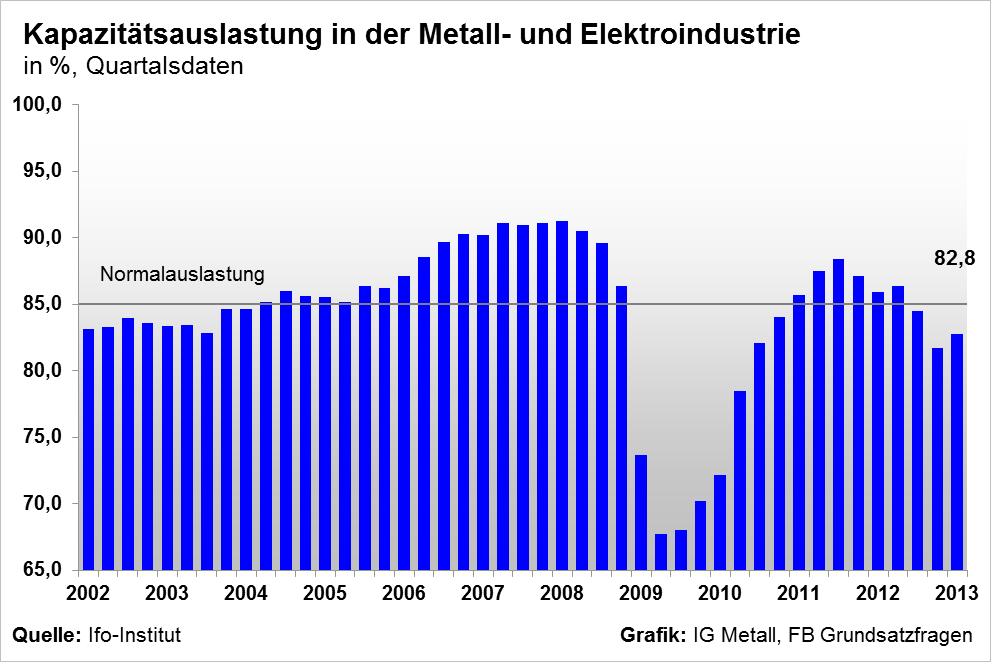 Kapazitätsauslastung in der Metall- und Elektroindustrie
in %, Quartalsdaten
100,0
95,0
90,0
82,8
Normalauslastung
85,0
80,0
75,0
70,0
65,0
2002 2003 2004 2005 2006 2007 2008 2009 2010 2011 2012 2013
Quelle: Ifo-Institut
Grafik: IG Metall, FB Grundsatzfragen